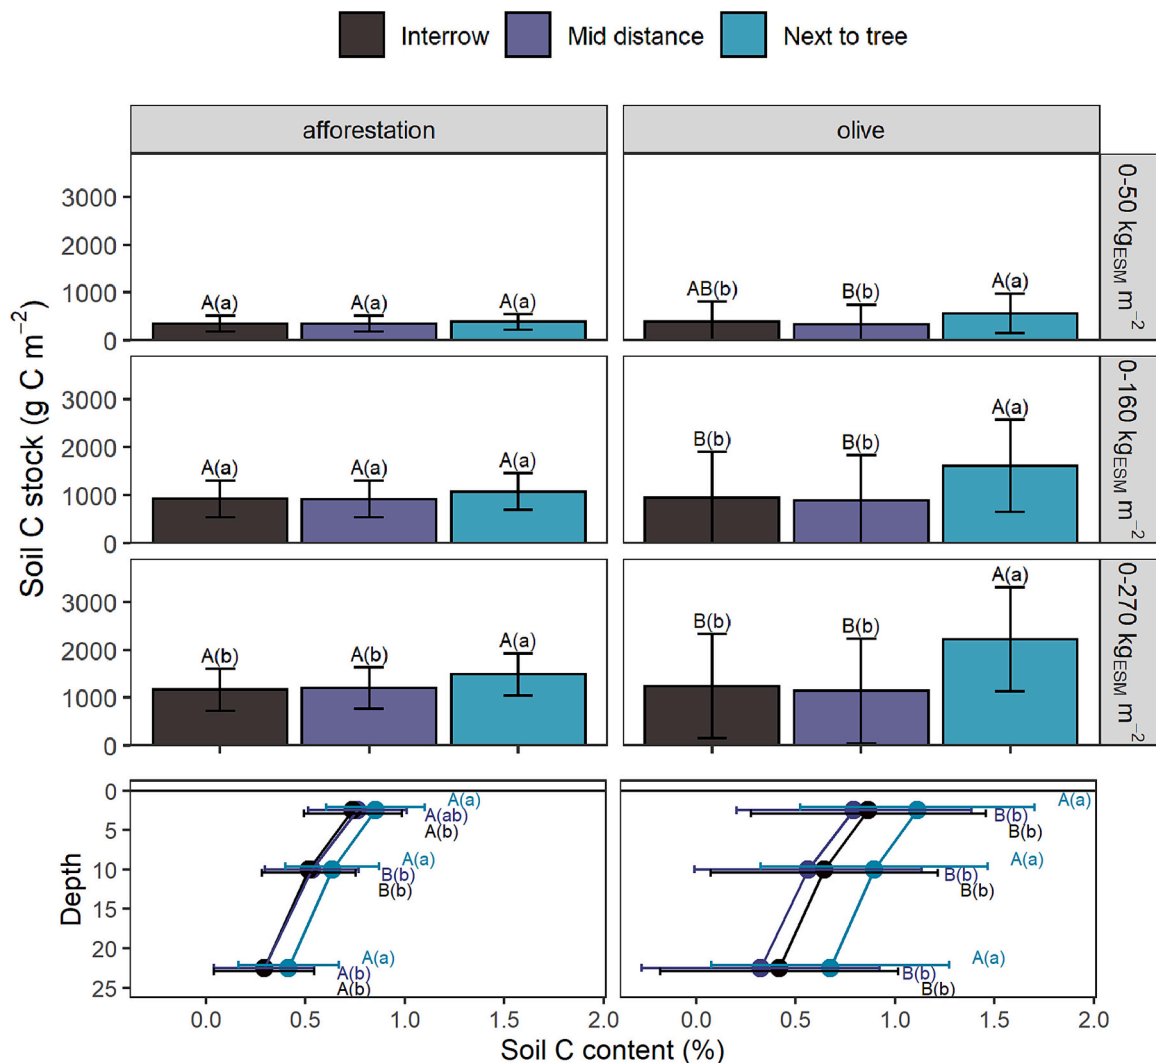 Interrow Mid distance Next to tree
afforestation olive
Soil C stock (g C m⁻²)
3000
2000
1000
0
A(a) A(a) A(a)
AB(b) B(b) A(a)
0-50 kg_ESM m⁻²
3000
2000
1000
0
A(a) A(a) A(a)
B(b) B(b) A(a)
0-160 kg_ESM m⁻²
3000
2000
1000
0
A(b) A(b) A(a)
B(b) B(b) A(a)
0-270 kg_ESM m⁻²
Depth
0
5
10
15
20
25
A(a)
A(ab)
A(b)
A(a)
B(b)
B(b)
A(a)
A(b)
A(b)
A(a)
B(b)
B(b)
A(a)
B(b)
B(b)
A(a)
B(b)
B(b)
0.0 0.5 1.0 1.5 2.0
0.0 0.5 1.0 1.5 2.0
Soil C content (%)